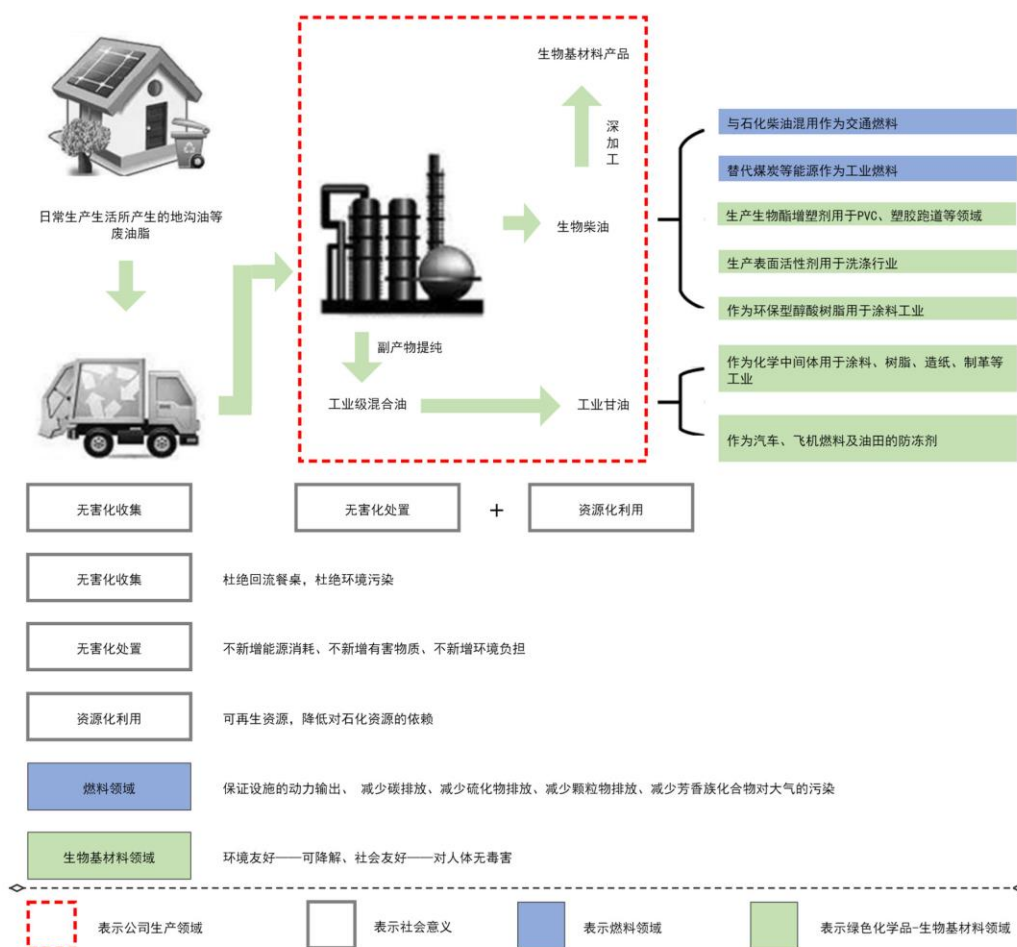 生物基材料产品
深加工
与石化柴油混用作为交通燃料
替代煤炭等能源作为工业燃料
日常生产生活所产生的地沟油等
废油脂
生物柴油
生产生物酯增塑剂用于PVC、塑胶跑道等领域
生产表面活性剂用于洗涤行业
作为环保型醇酸树脂用于涂料工业
副产物提纯
工业级混合油
工业甘油
作为化学中间体用于涂料、树脂、造纸、制革等
工业
作为汽车、飞机燃料及油田的防冻剂
无害化收集
无害化处置
+
资源化利用
无害化收集
杜绝回流餐桌，杜绝环境污染
无害化处置
不新增能源消耗、不新增有害物质、不新增环境负担
资源化利用
可再生资源，降低对石化资源的依赖
燃料领域
保证设施的动力输出、 减少碳排放、减少硫化物排放、减少颗粒物排放、减少芳香族化合物对大气的污染
生物基材料领域
环境友好——可降解、社会友好——对人体无毒害
表示公司生产领域
表示社会意义
表示燃料领域
表示绿色化学品-生物基材料领域